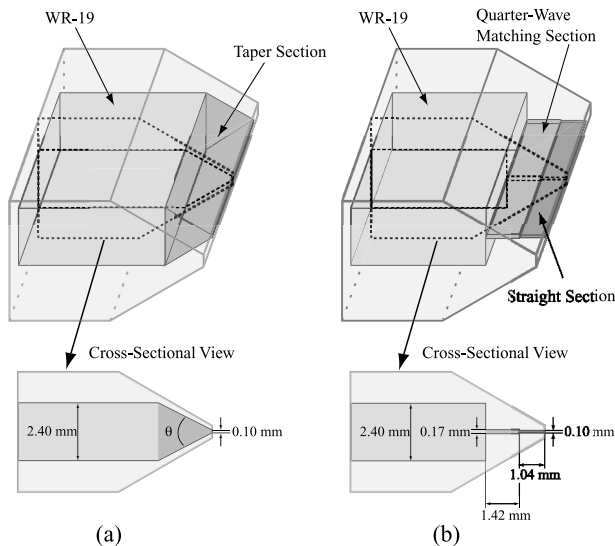 WR-19
Taper Section
Cross-Sectional View
2.40 mm
θ
0.10 mm
(a)
WR-19
Quarter-Wave
Matching Section
Straight Section
Cross-Sectional View
2.40 mm
0.17 mm
0.10 mm
1.04 mm
1.42 mm
(b)